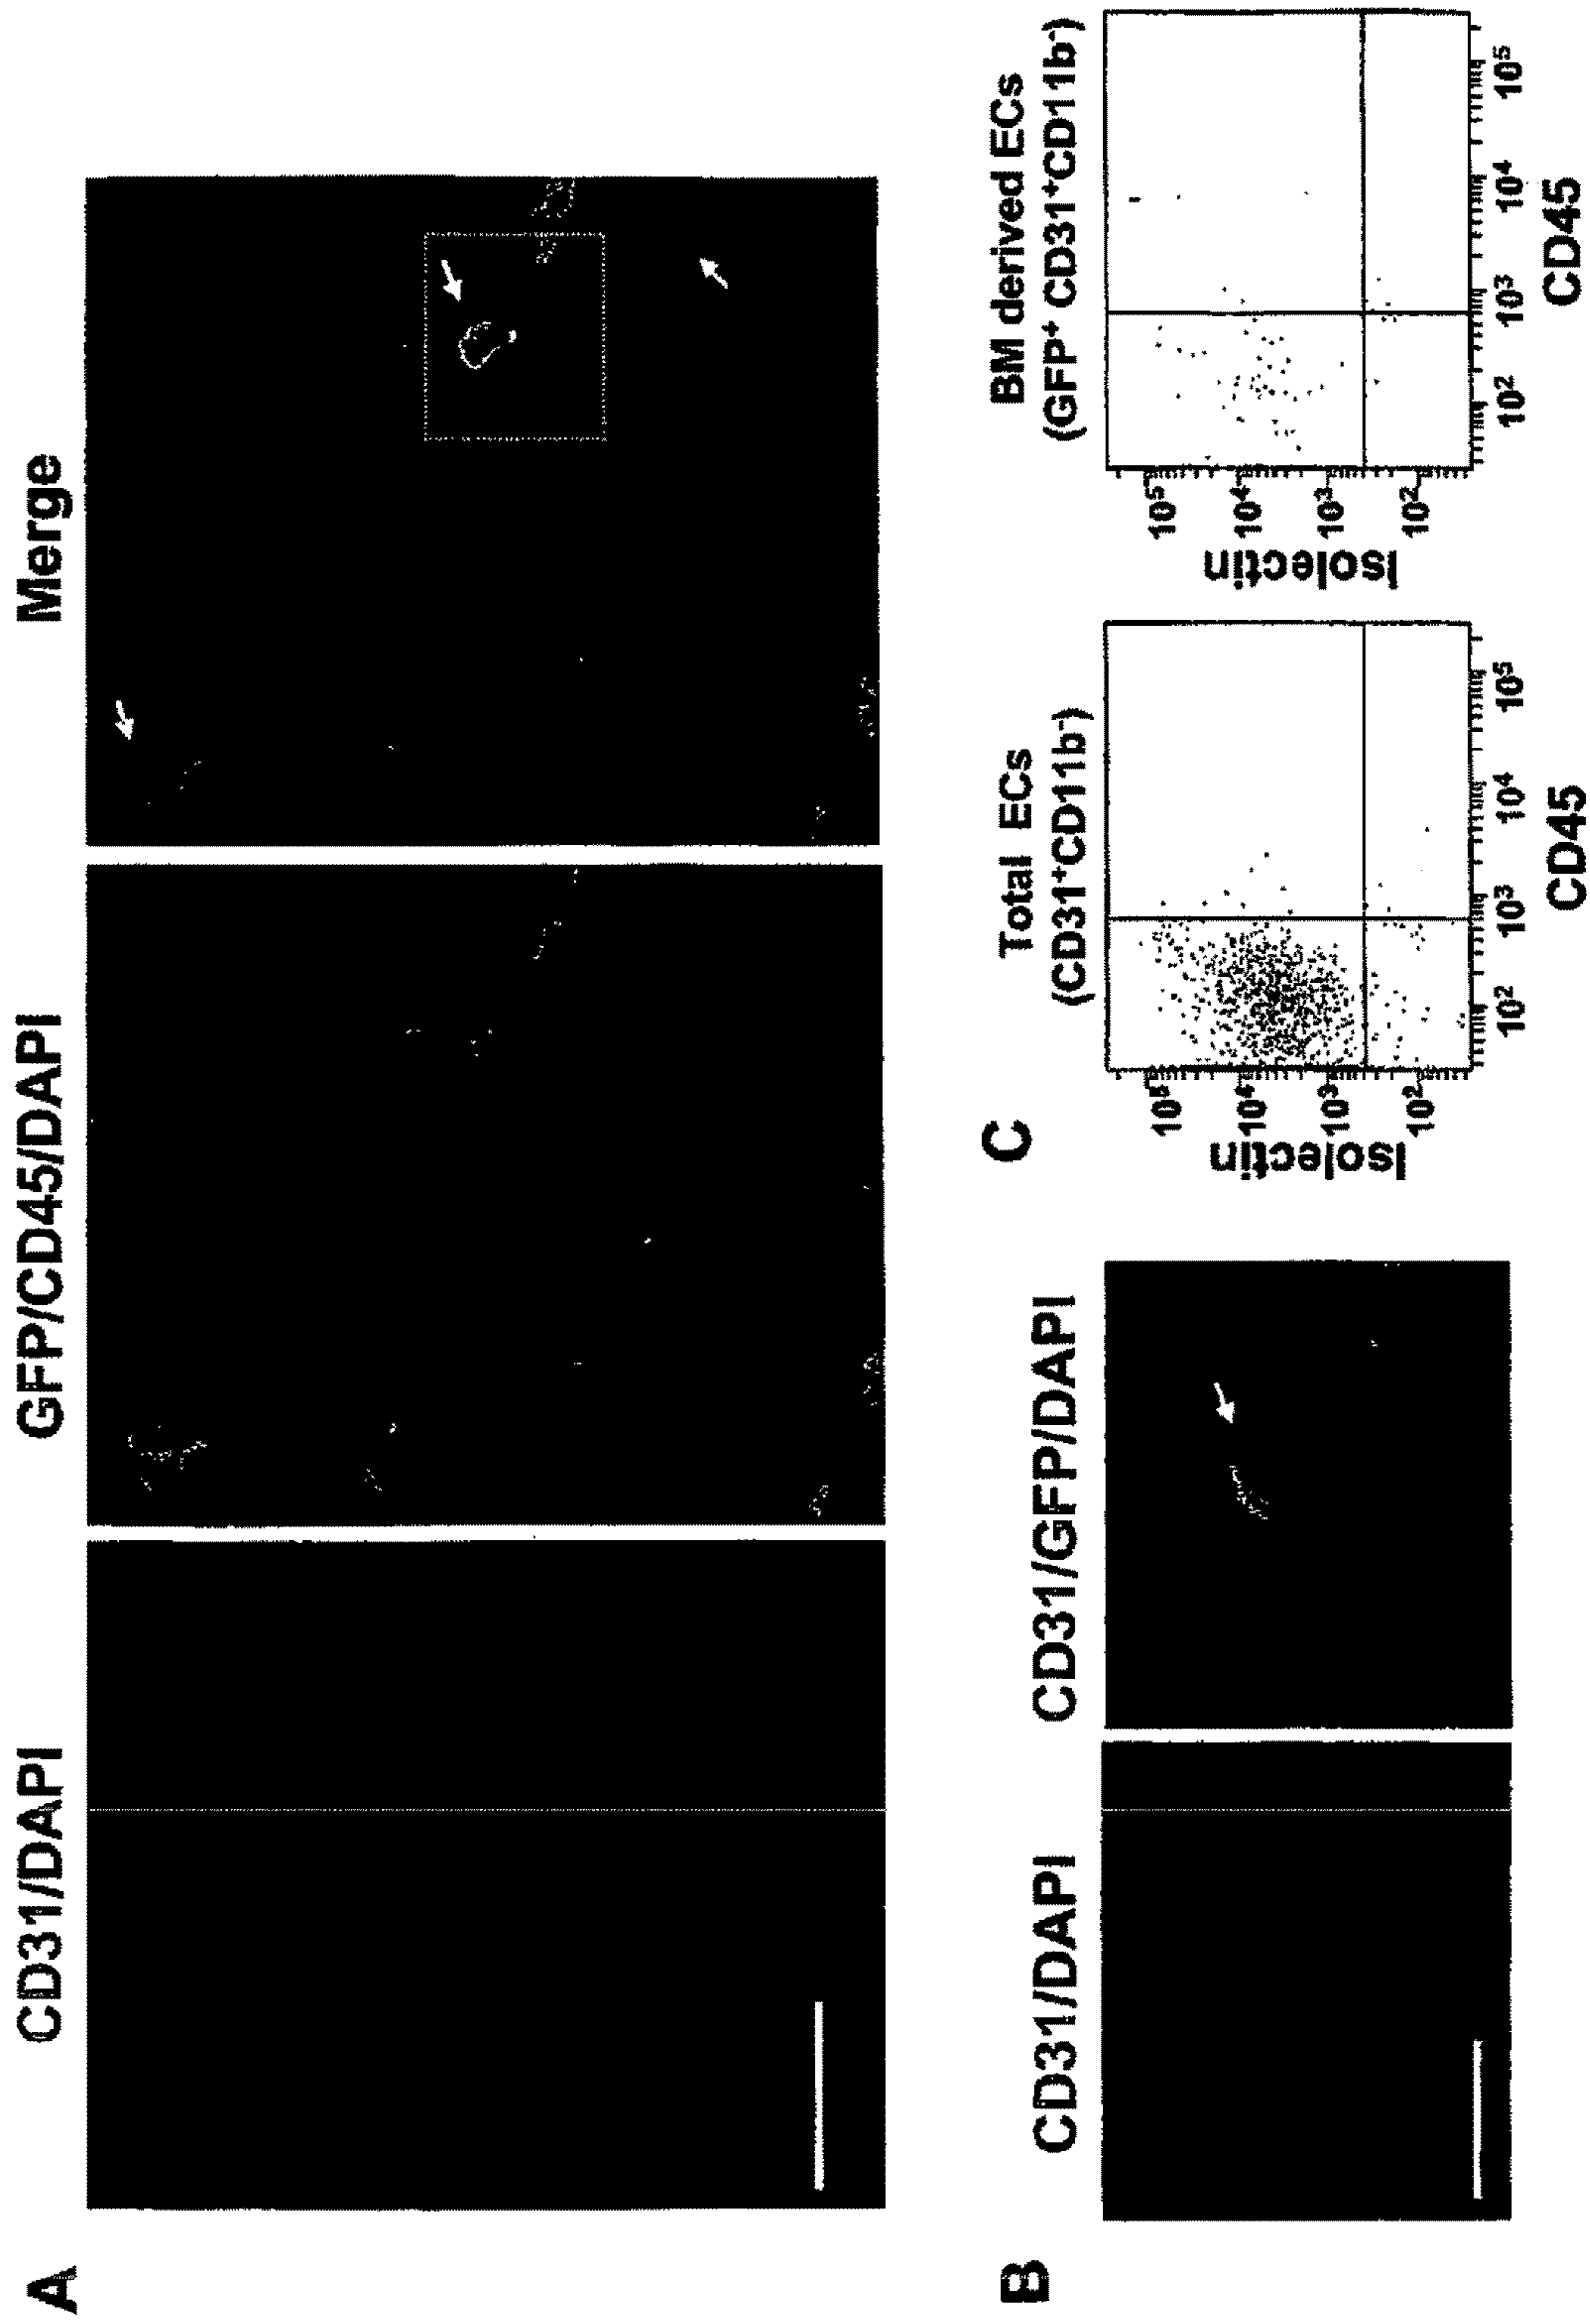 A
CD31/DAPI
GFP/CD45/DAPI
Merge
B
CD31/DAPI
CD31/GFP/DAPI
C
Total ECs
(CD31⁺CD11b⁻)
Isolectin
10⁵
10⁴
10³
10²
10² 10³ 10⁴ 10⁵
CD45
BM derived ECs
(GFP⁺ CD31⁺CD11b⁻)
Isolectin
10⁵
10⁴
10³
10²
10² 10³ 10⁴ 10⁵
CD45